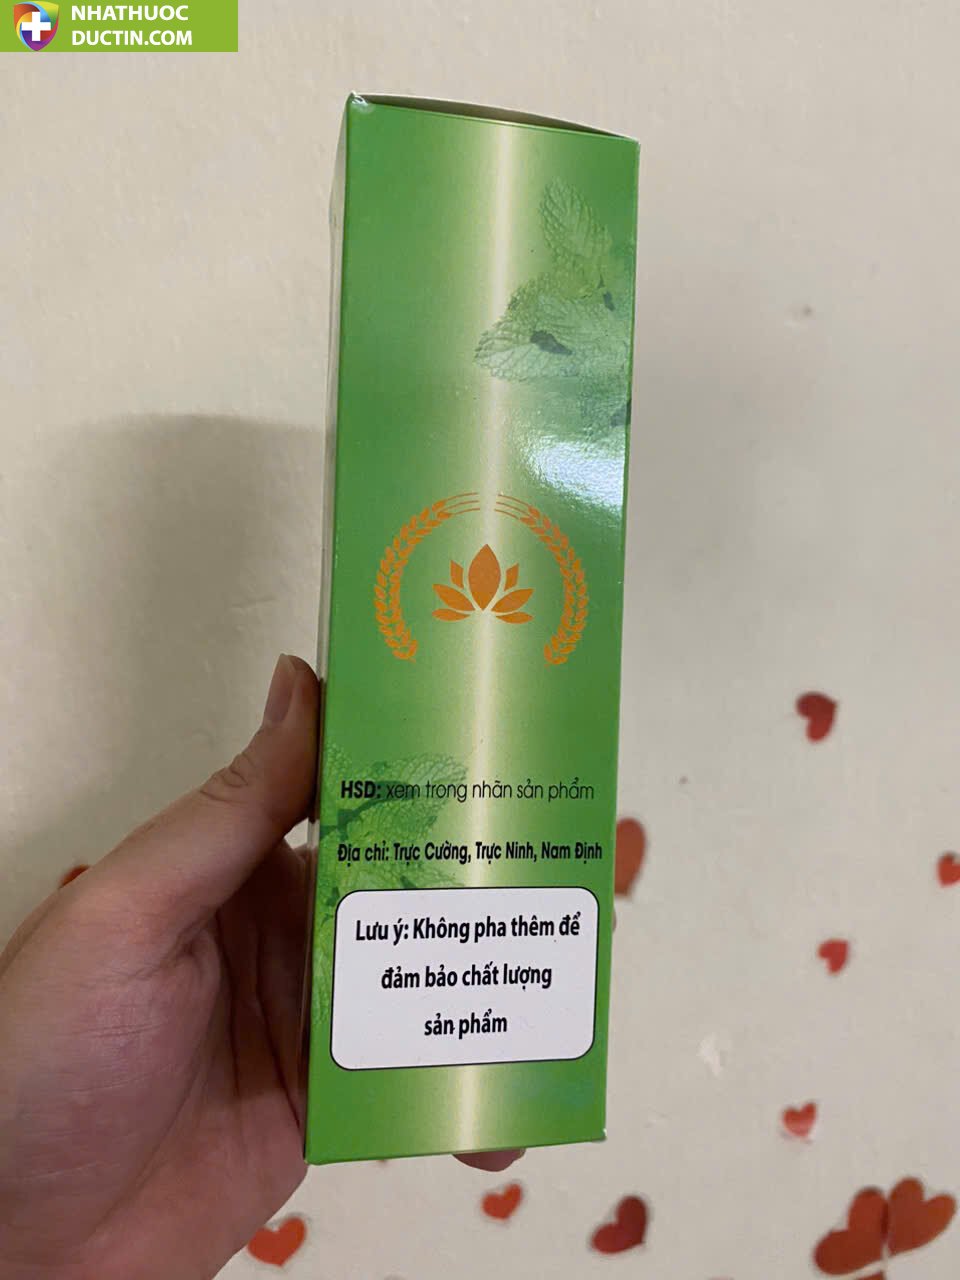 NHATHUOC
DUCTIN.COM
HSD: xem trong nhãn sản phẩm
Địa chỉ: Trực Cường, Trực Ninh, Nam Định
Lưu ý: Không pha thêm để
đảm bảo chất lượng
sản phẩm